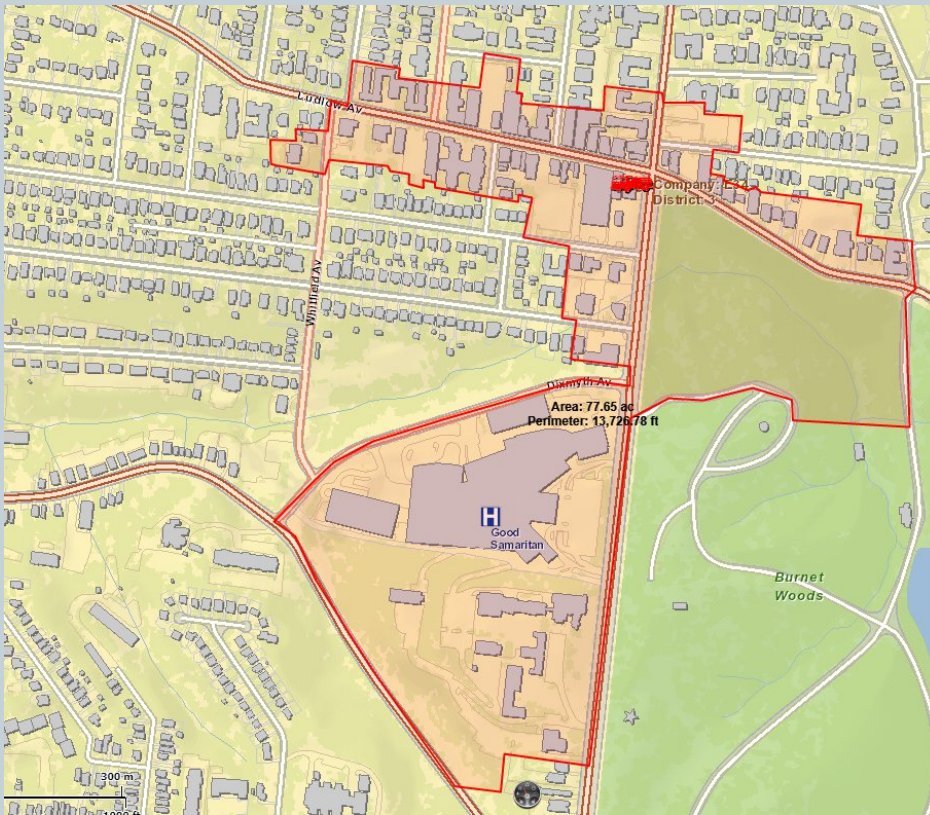 Ludlow Av
Company: E34
District: 3
Whitfield Av
Dixmyth Av
Area: 77.65 ac
Perimeter: 13,726.78 ft
H
Good
Samaritan
Burnet
Woods
300 m
1000 ft